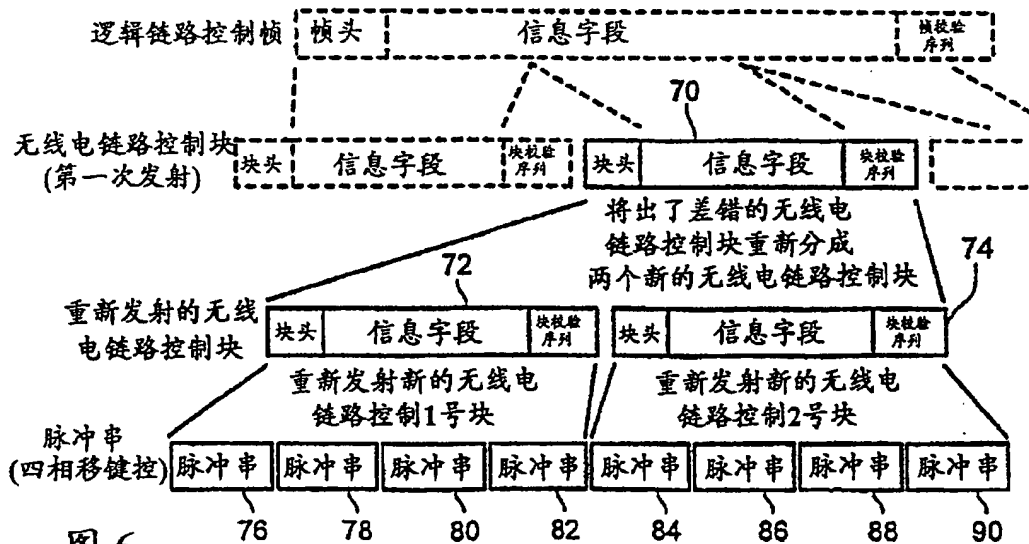 逻辑链路控制帧 帧头 信息字段 帧校验序列
70
无线电链路控制块
(第一次发射)
块头 信息字段 块校验序列 块头 信息字段 块校验序列
将出了差错的无线电
链路控制块重新分成
两个新的无线电链路控制块
72
74
重新发射的无线
电链路控制块
块头 信息字段 块校验序列 块头 信息字段 块校验序列
重新发射新的无线电
链路控制1号块
重新发射新的无线电
链路控制2号块
脉冲串
(四相移键控)
脉冲串 脉冲串 脉冲串 脉冲串 脉冲串 脉冲串 脉冲串 脉冲串
76 78 80 82 84 86 88 90
图 6